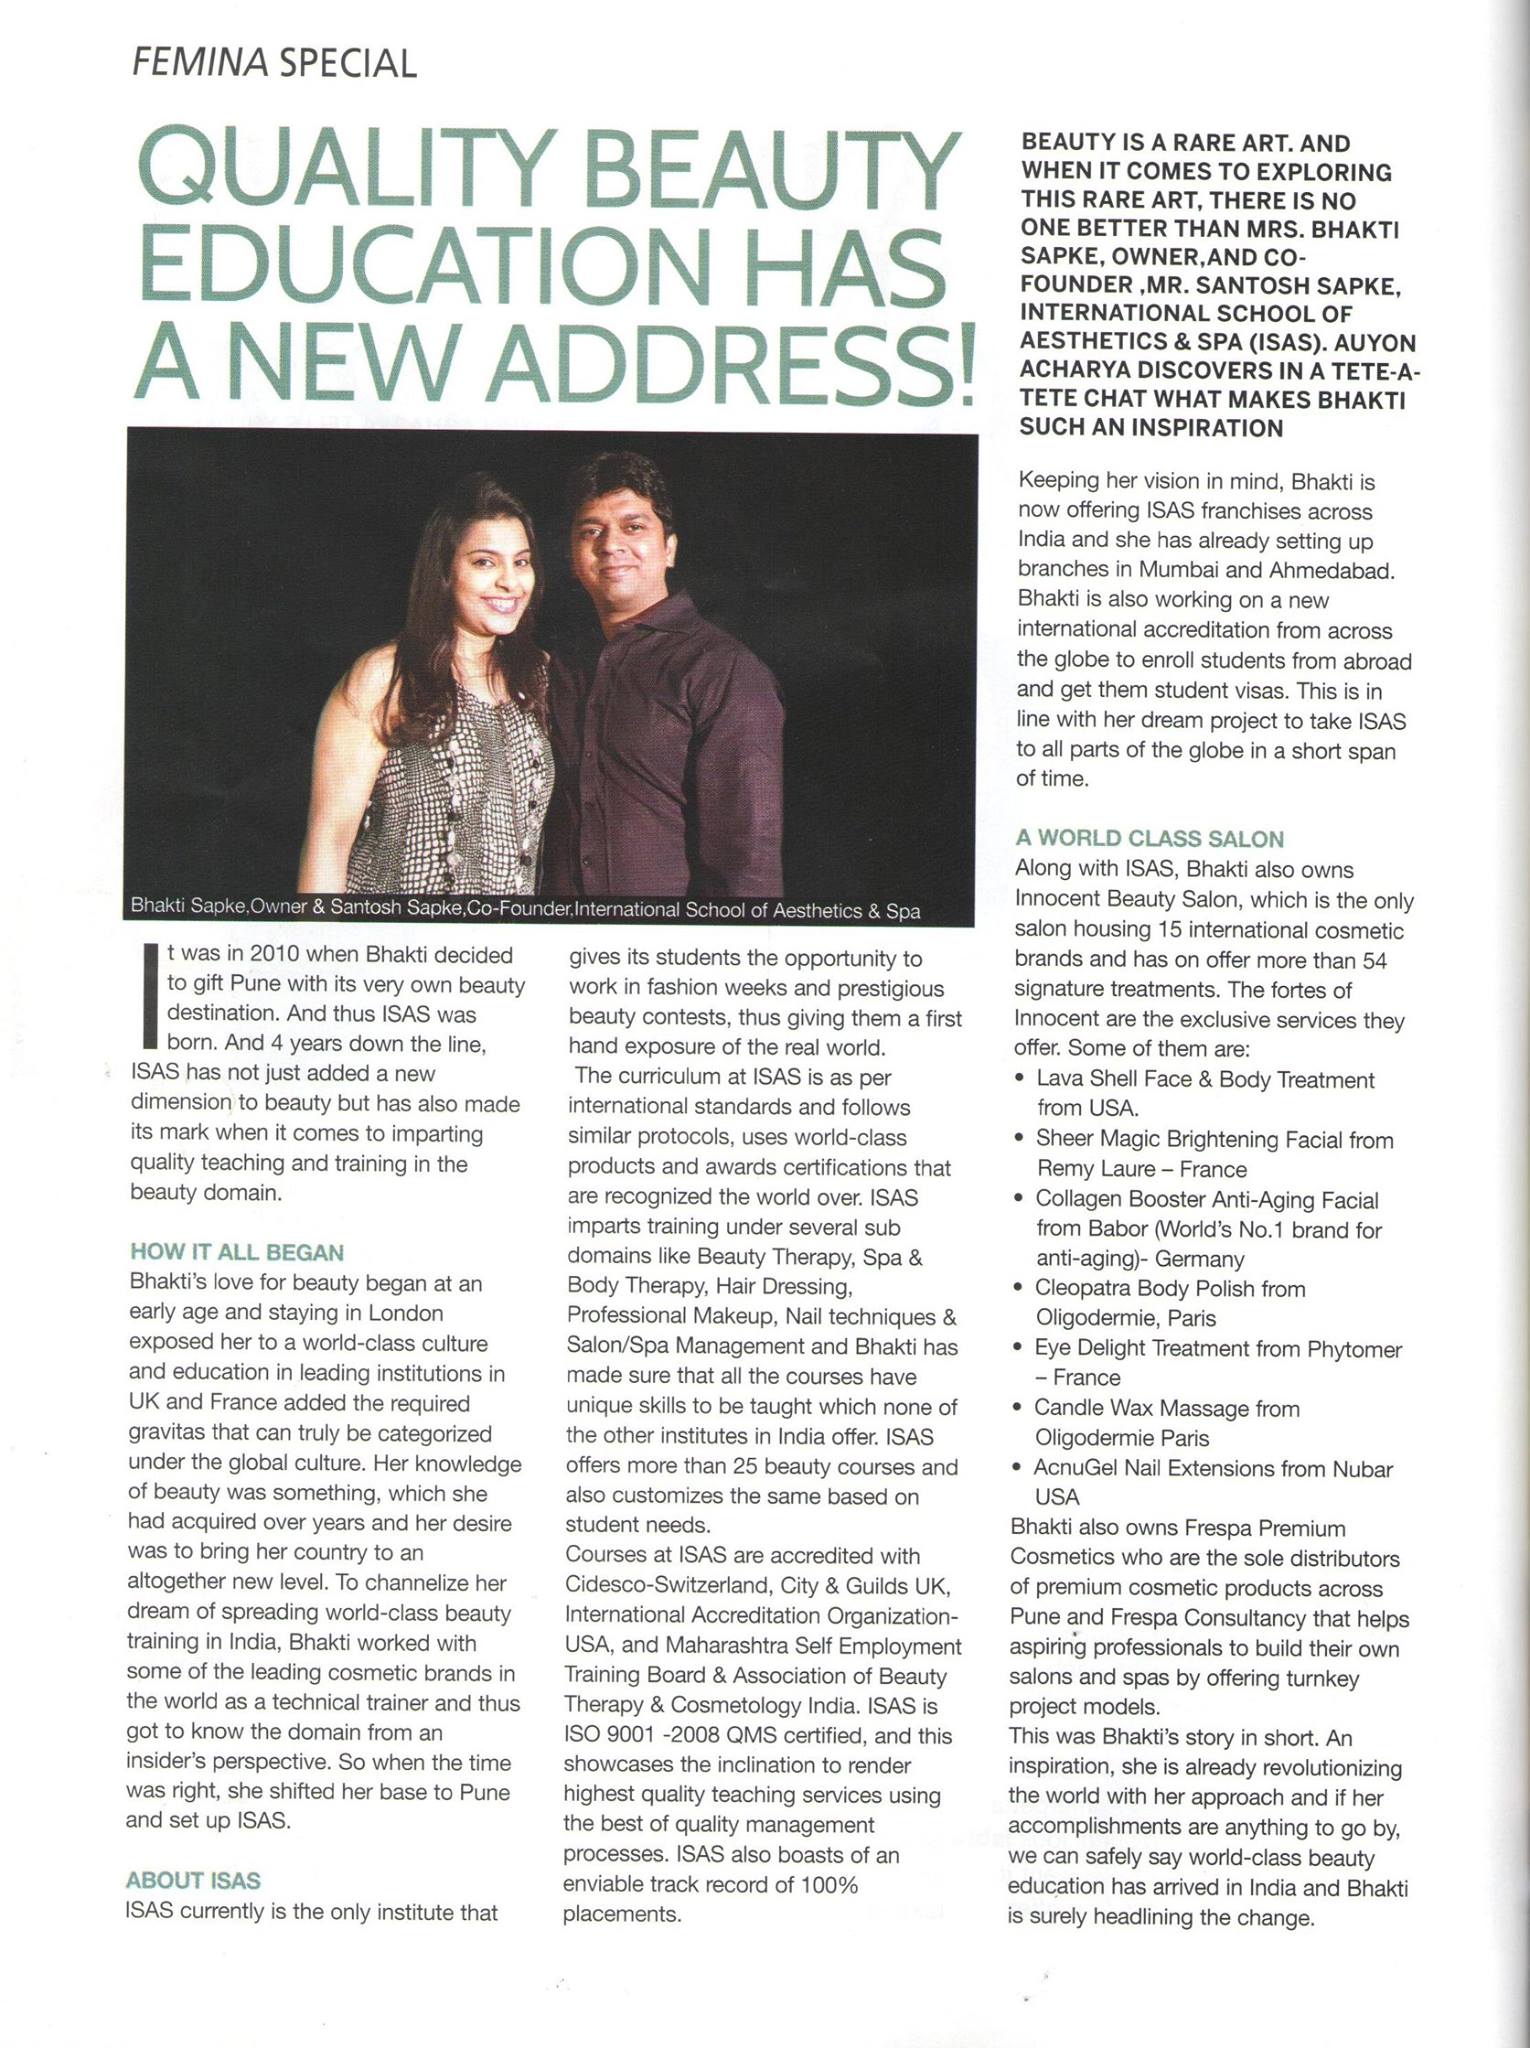 FEMINA SPECIAL
QUALITY BEAUTY
EDUCATION HAS
A NEW ADDRESS!
Bhakti Sapke,Owner & Santosh Sapke,Co-Founder,International School of Aesthetics & Spa
It was in 2010 when Bhakti decided
to gift Pune with its very own beauty
destination. And thus ISAS was
born. And 4 years down the line,
ISAS has not just added a new
dimension to beauty but has also made
its mark when it comes to imparting
quality teaching and training in the
beauty domain.
HOW IT ALL BEGAN
Bhakti's love for beauty began at an
early age and staying in London
exposed her to a world-class culture
and education in leading institutions in
UK and France added the required
gravitas that can truly be categorized
under the global culture. Her knowledge
of beauty was something, which she
had acquired over years and her desire
was to bring her country to an
altogether new level. To channelize her
dream of spreading world-class beauty
training in India, Bhakti worked with
some of the leading cosmetic brands in
the world as a technical trainer and thus
got to know the domain from an
insider's perspective. So when the time
was right, she shifted her base to Pune
and set up ISAS.
ABOUT ISAS
ISAS currently is the only institute that
gives its students the opportunity to
work in fashion weeks and prestigious
beauty contests, thus giving them a first
hand exposure of the real world.
The curriculum at ISAS is as per
international standards and follows
similar protocols, uses world-class
products and awards certifications that
are recognized the world over. ISAS
imparts training under several sub
domains like Beauty Therapy, Spa &
Body Therapy, Hair Dressing,
Professional Makeup, Nail techniques &
Salon/Spa Management and Bhakti has
made sure that all the courses have
unique skills to be taught which none of
the other institutes in India offer. ISAS
offers more than 25 beauty courses and
also customizes the same based on
student needs.
Courses at ISAS are accredited with
Cidesco-Switzerland, City & Guilds UK,
International Accreditation Organization-
USA, and Maharashtra Self Employment
Training Board & Association of Beauty
Therapy & Cosmetology India. ISAS is
ISO 9001 -2008 QMS certified, and this
showcases the inclination to render
highest quality teaching services using
the best of quality management
processes. ISAS also boasts of an
enviable track record of 100%
placements.
BEAUTY IS A RARE ART. AND
WHEN IT COMES TO EXPLORING
THIS RARE ART, THERE IS NO
ONE BETTER THAN MRS. BHAKTI
SAPKE, OWNER,AND CO-
FOUNDER ,MR. SANTOSH SAPKE,
INTERNATIONAL SCHOOL OF
AESTHETICS & SPA (ISAS). AUYON
ACHARYA DISCOVERS IN A TETE-A-
TETE CHAT WHAT MAKES BHAKTI
SUCH AN INSPIRATION
Keeping her vision in mind, Bhakti is
now offering ISAS franchises across
India and she has already setting up
branches in Mumbai and Ahmedabad.
Bhakti is also working on a new
international accreditation from across
the globe to enroll students from abroad
and get them student visas. This is in
line with her dream project to take ISAS
to all parts of the globe in a short span
of time.
A WORLD CLASS SALON
Along with ISAS, Bhakti also owns
Innocent Beauty Salon, which is the only
salon housing 15 international cosmetic
brands and has on offer more than 54
signature treatments. The fortes of
Innocent are the exclusive services they
offer. Some of them are:
• Lava Shell Face & Body Treatment
from USA.
• Sheer Magic Brightening Facial from
Remy Laure – France
• Collagen Booster Anti-Aging Facial
from Babor (World's No.1 brand for
anti-aging)- Germany
• Cleopatra Body Polish from
Oligodermie, Paris
• Eye Delight Treatment from Phytomer
– France
• Candle Wax Massage from
Oligodermie Paris
• AcnuGel Nail Extensions from Nubar
USA
Bhakti also owns Frespa Premium
Cosmetics who are the sole distributors
of premium cosmetic products across
Pune and Frespa Consultancy that helps
aspiring professionals to build their own
salons and spas by offering turnkey
project models.
This was Bhakti's story in short. An
inspiration, she is already revolutionizing
the world with her approach and if her
accomplishments are anything to go by,
we can safely say world-class beauty
education has arrived in India and Bhakti
is surely headlining the change.